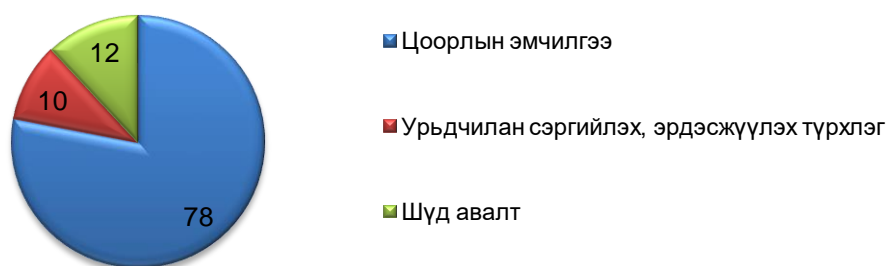 12
Цоорлын эмчилгээ
10
Урьдчилан сэргийлэх, эрдэсжүүлэх түрхлэг
78
Шүд авалт